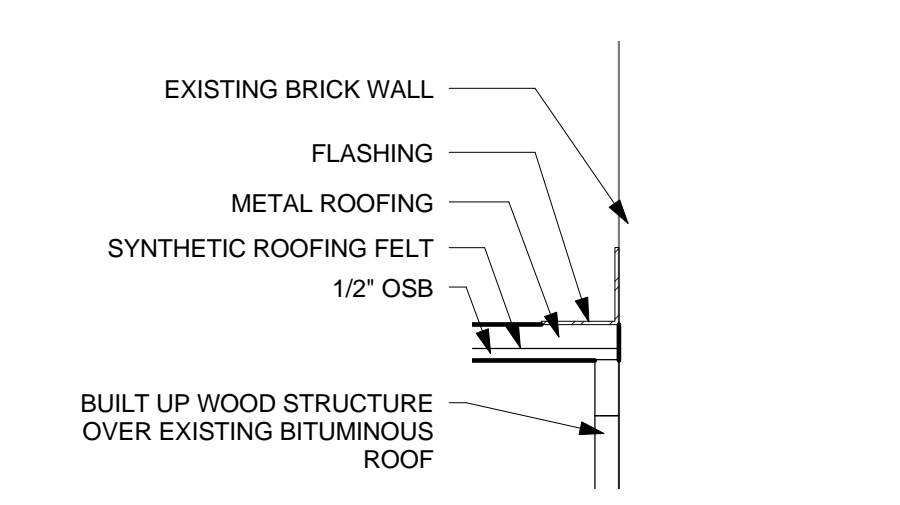 EXISTING BRICK WALL
FLASHING
METAL ROOFING
SYNTHETIC ROOFING FELT
1/2" OSB
BUILT UP WOOD STRUCTURE
OVER EXISTING BITUMINOUS
ROOF